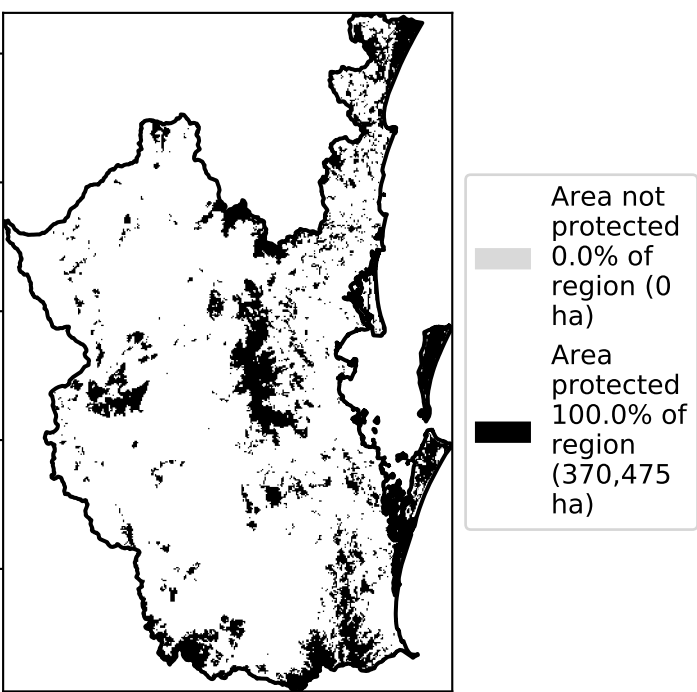 Area not
protected
0.0% of
region (0
ha)
Area
protected
100.0% of
region
(370,475
ha)